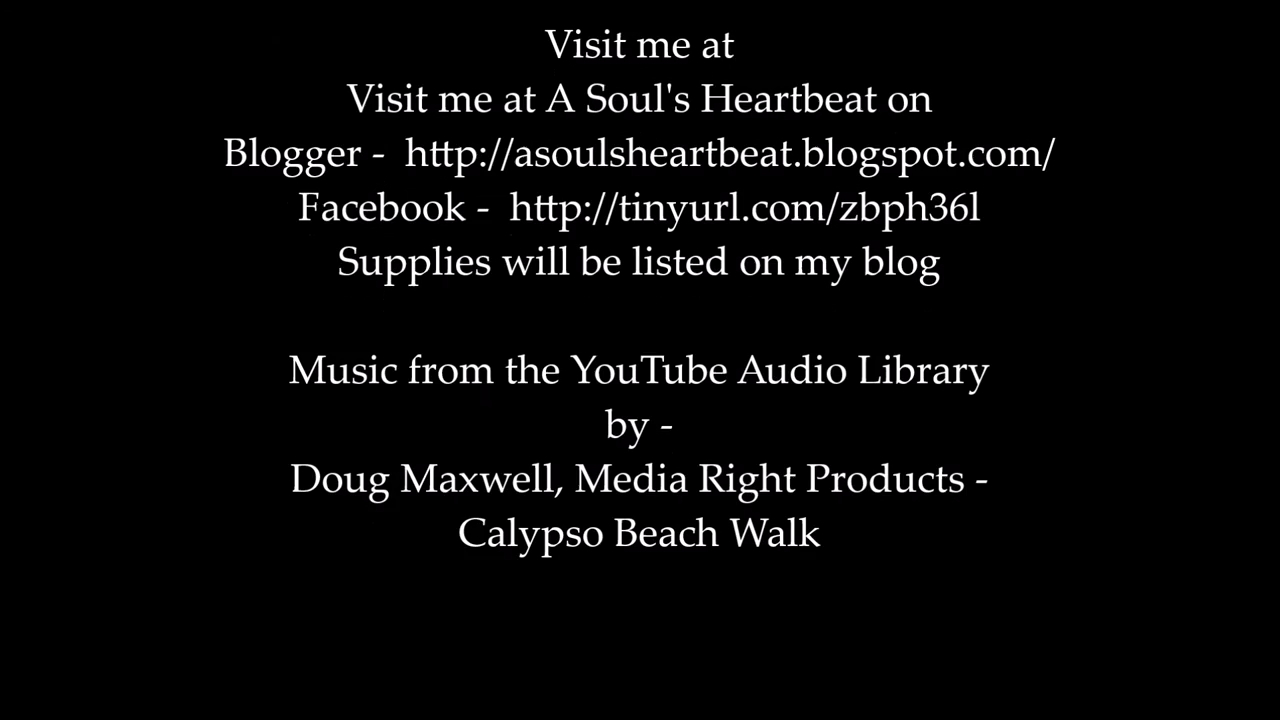 Visit me at
Visit me at A Soul's Heartbeat on
Blogger -  http://asoulsheartbeat.blogspot.com/
Facebook -  http://tinyurl.com/zbph36l
Supplies will be listed on my blog
Music from the YouTube Audio Library
by -
Doug Maxwell, Media Right Products -
Calypso Beach Walk